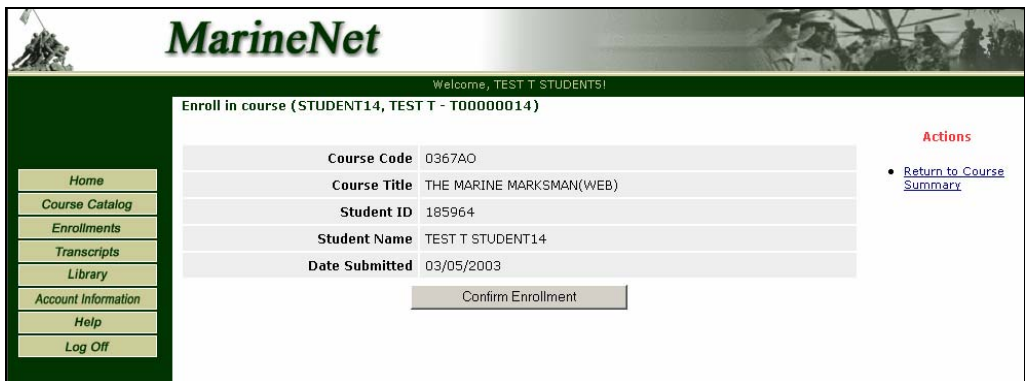 MarineNet
Welcome, TEST T STUDENT5!
Enroll in course (STUDENT14, TEST T - T00000014)
Course Code 0367AO
Course Title THE MARINE MARKSMAN(WEB)
Student ID 185964
Student Name TEST T STUDENT14
Date Submitted 03/05/2003
Confirm Enrollment
Home
Course Catalog
Enrollments
Transcripts
Library
Account Information
Help
Log Off
Actions
Return to Course
Summary